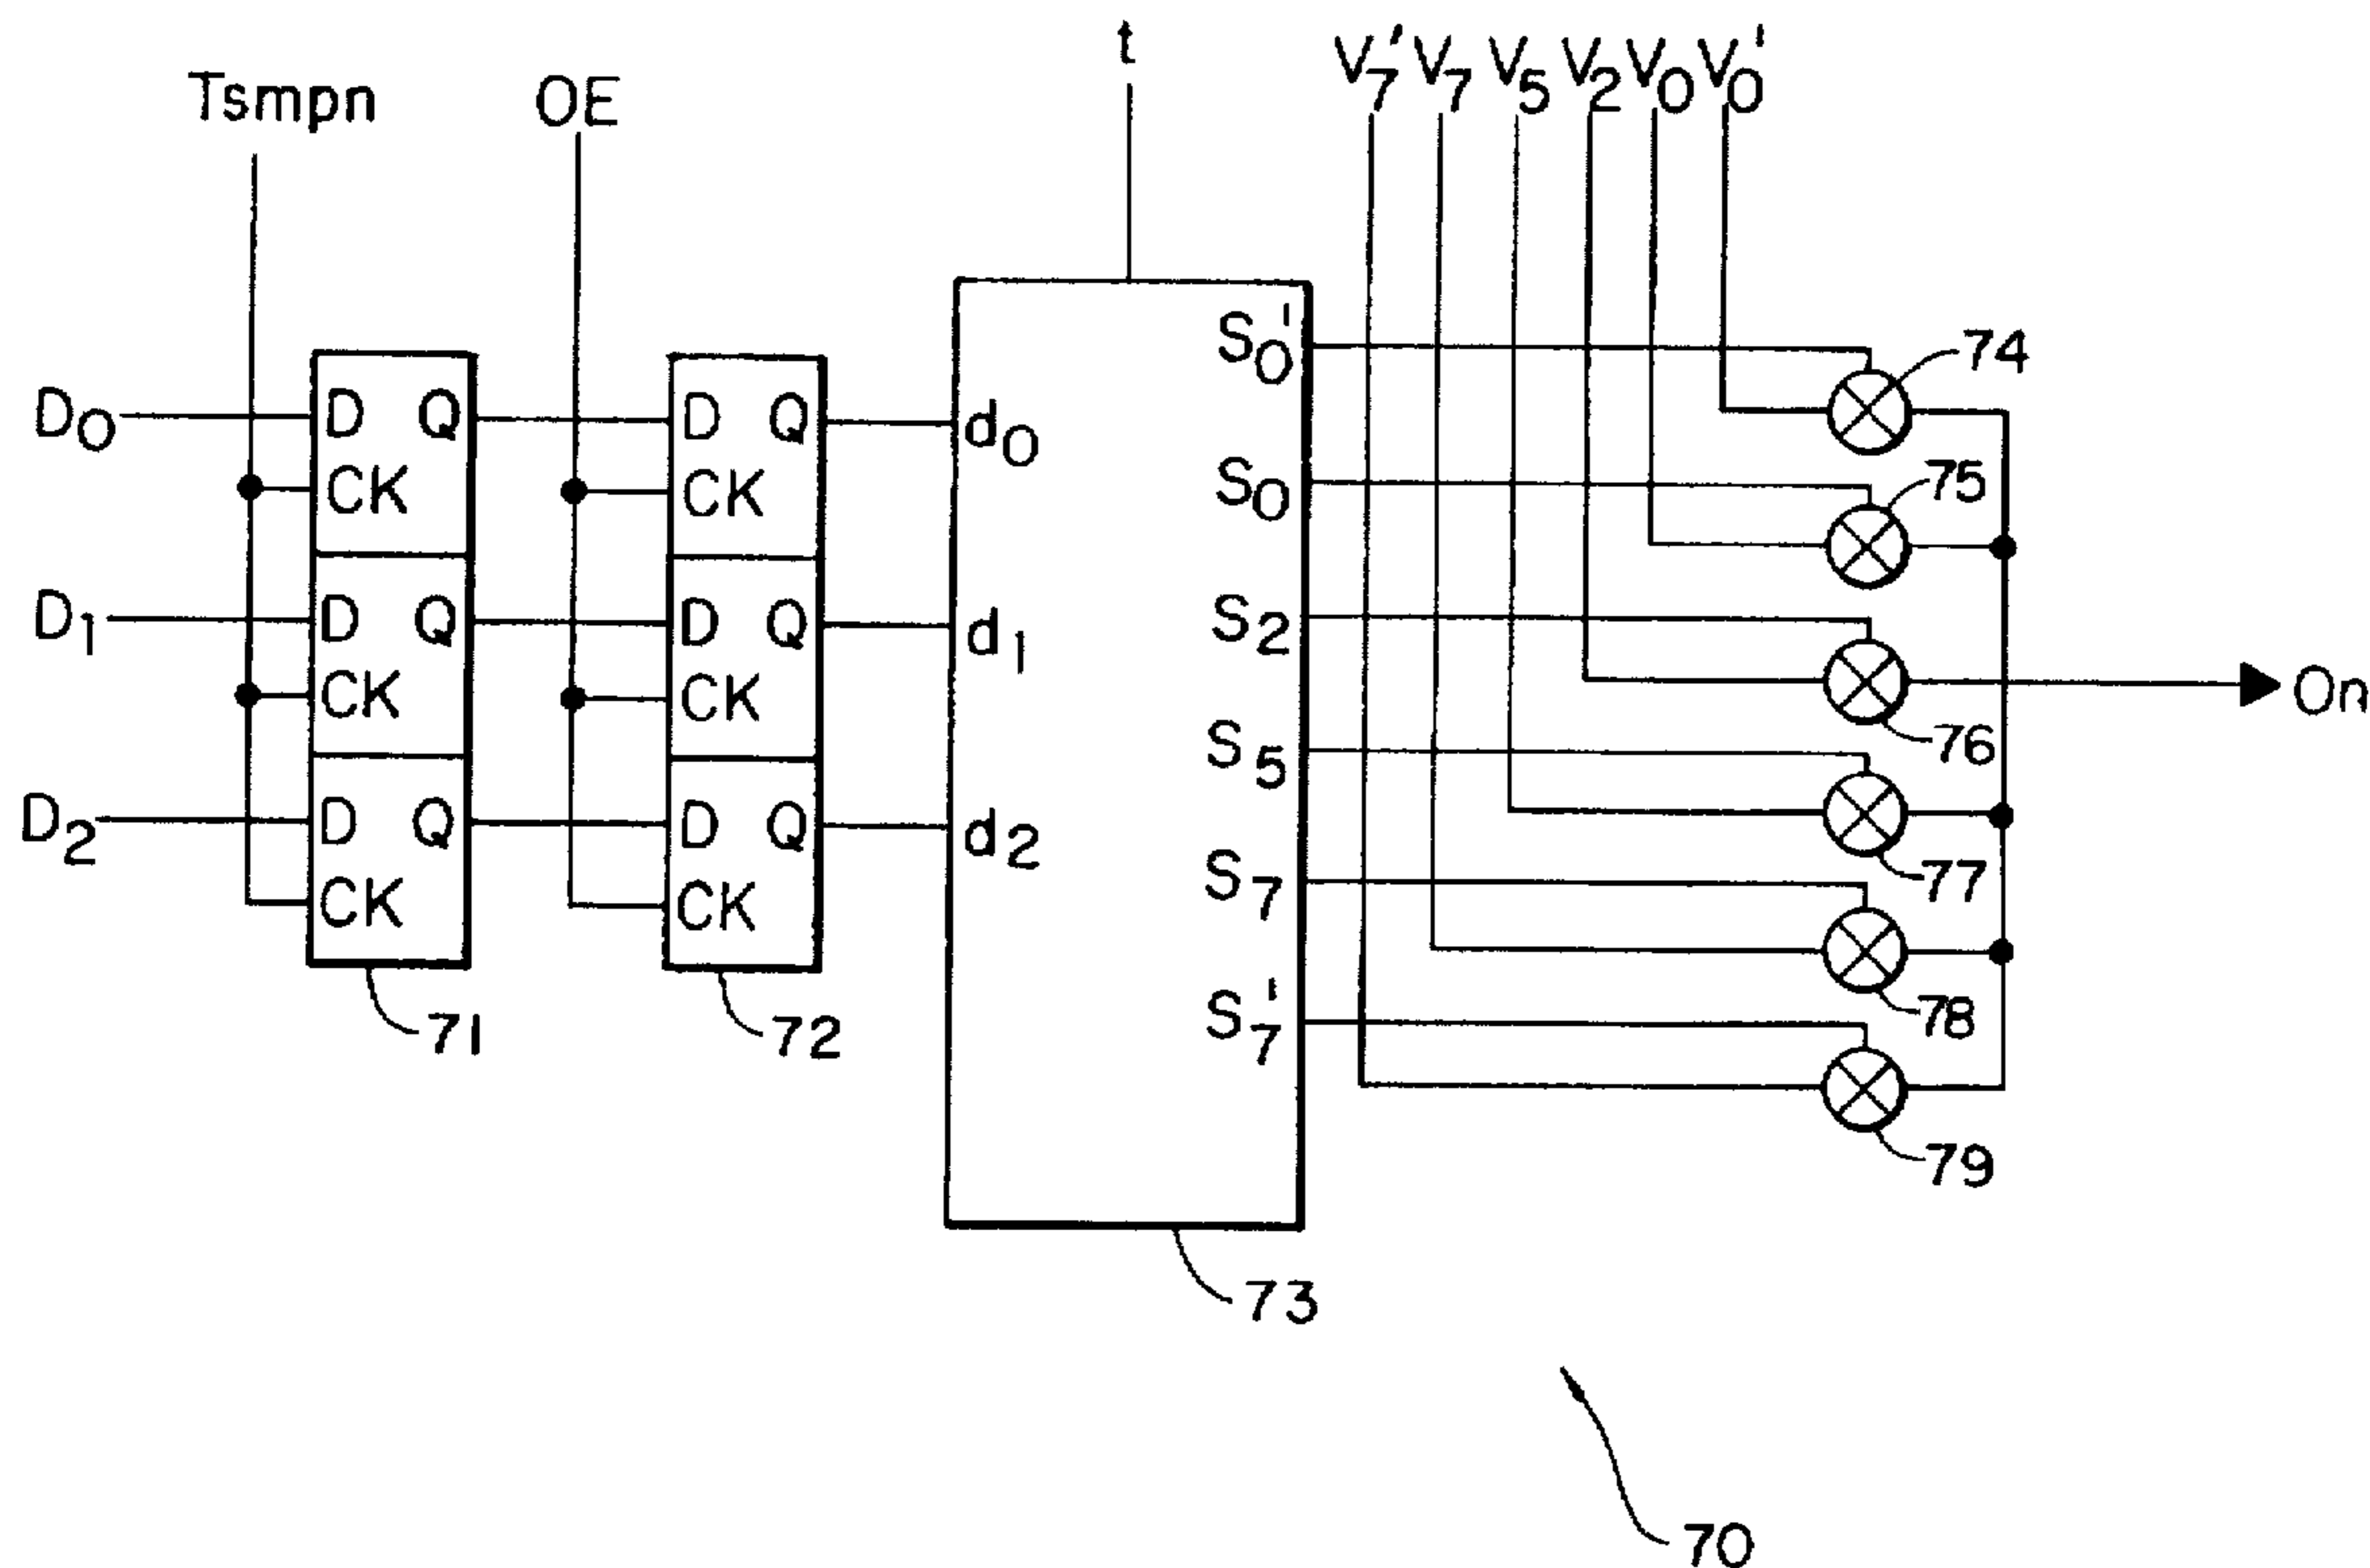 t
V7' V7 V5 V2 V0 V0'
Tsmpn OE
S0' 74
D0 D Q D Q d0
CK CK
S0 75
D1 D Q D Q d1 S2
CK CK On
S5 76
D2 D Q D Q d2
CK CK S7 77
S7' 78
71 72
79
73
70